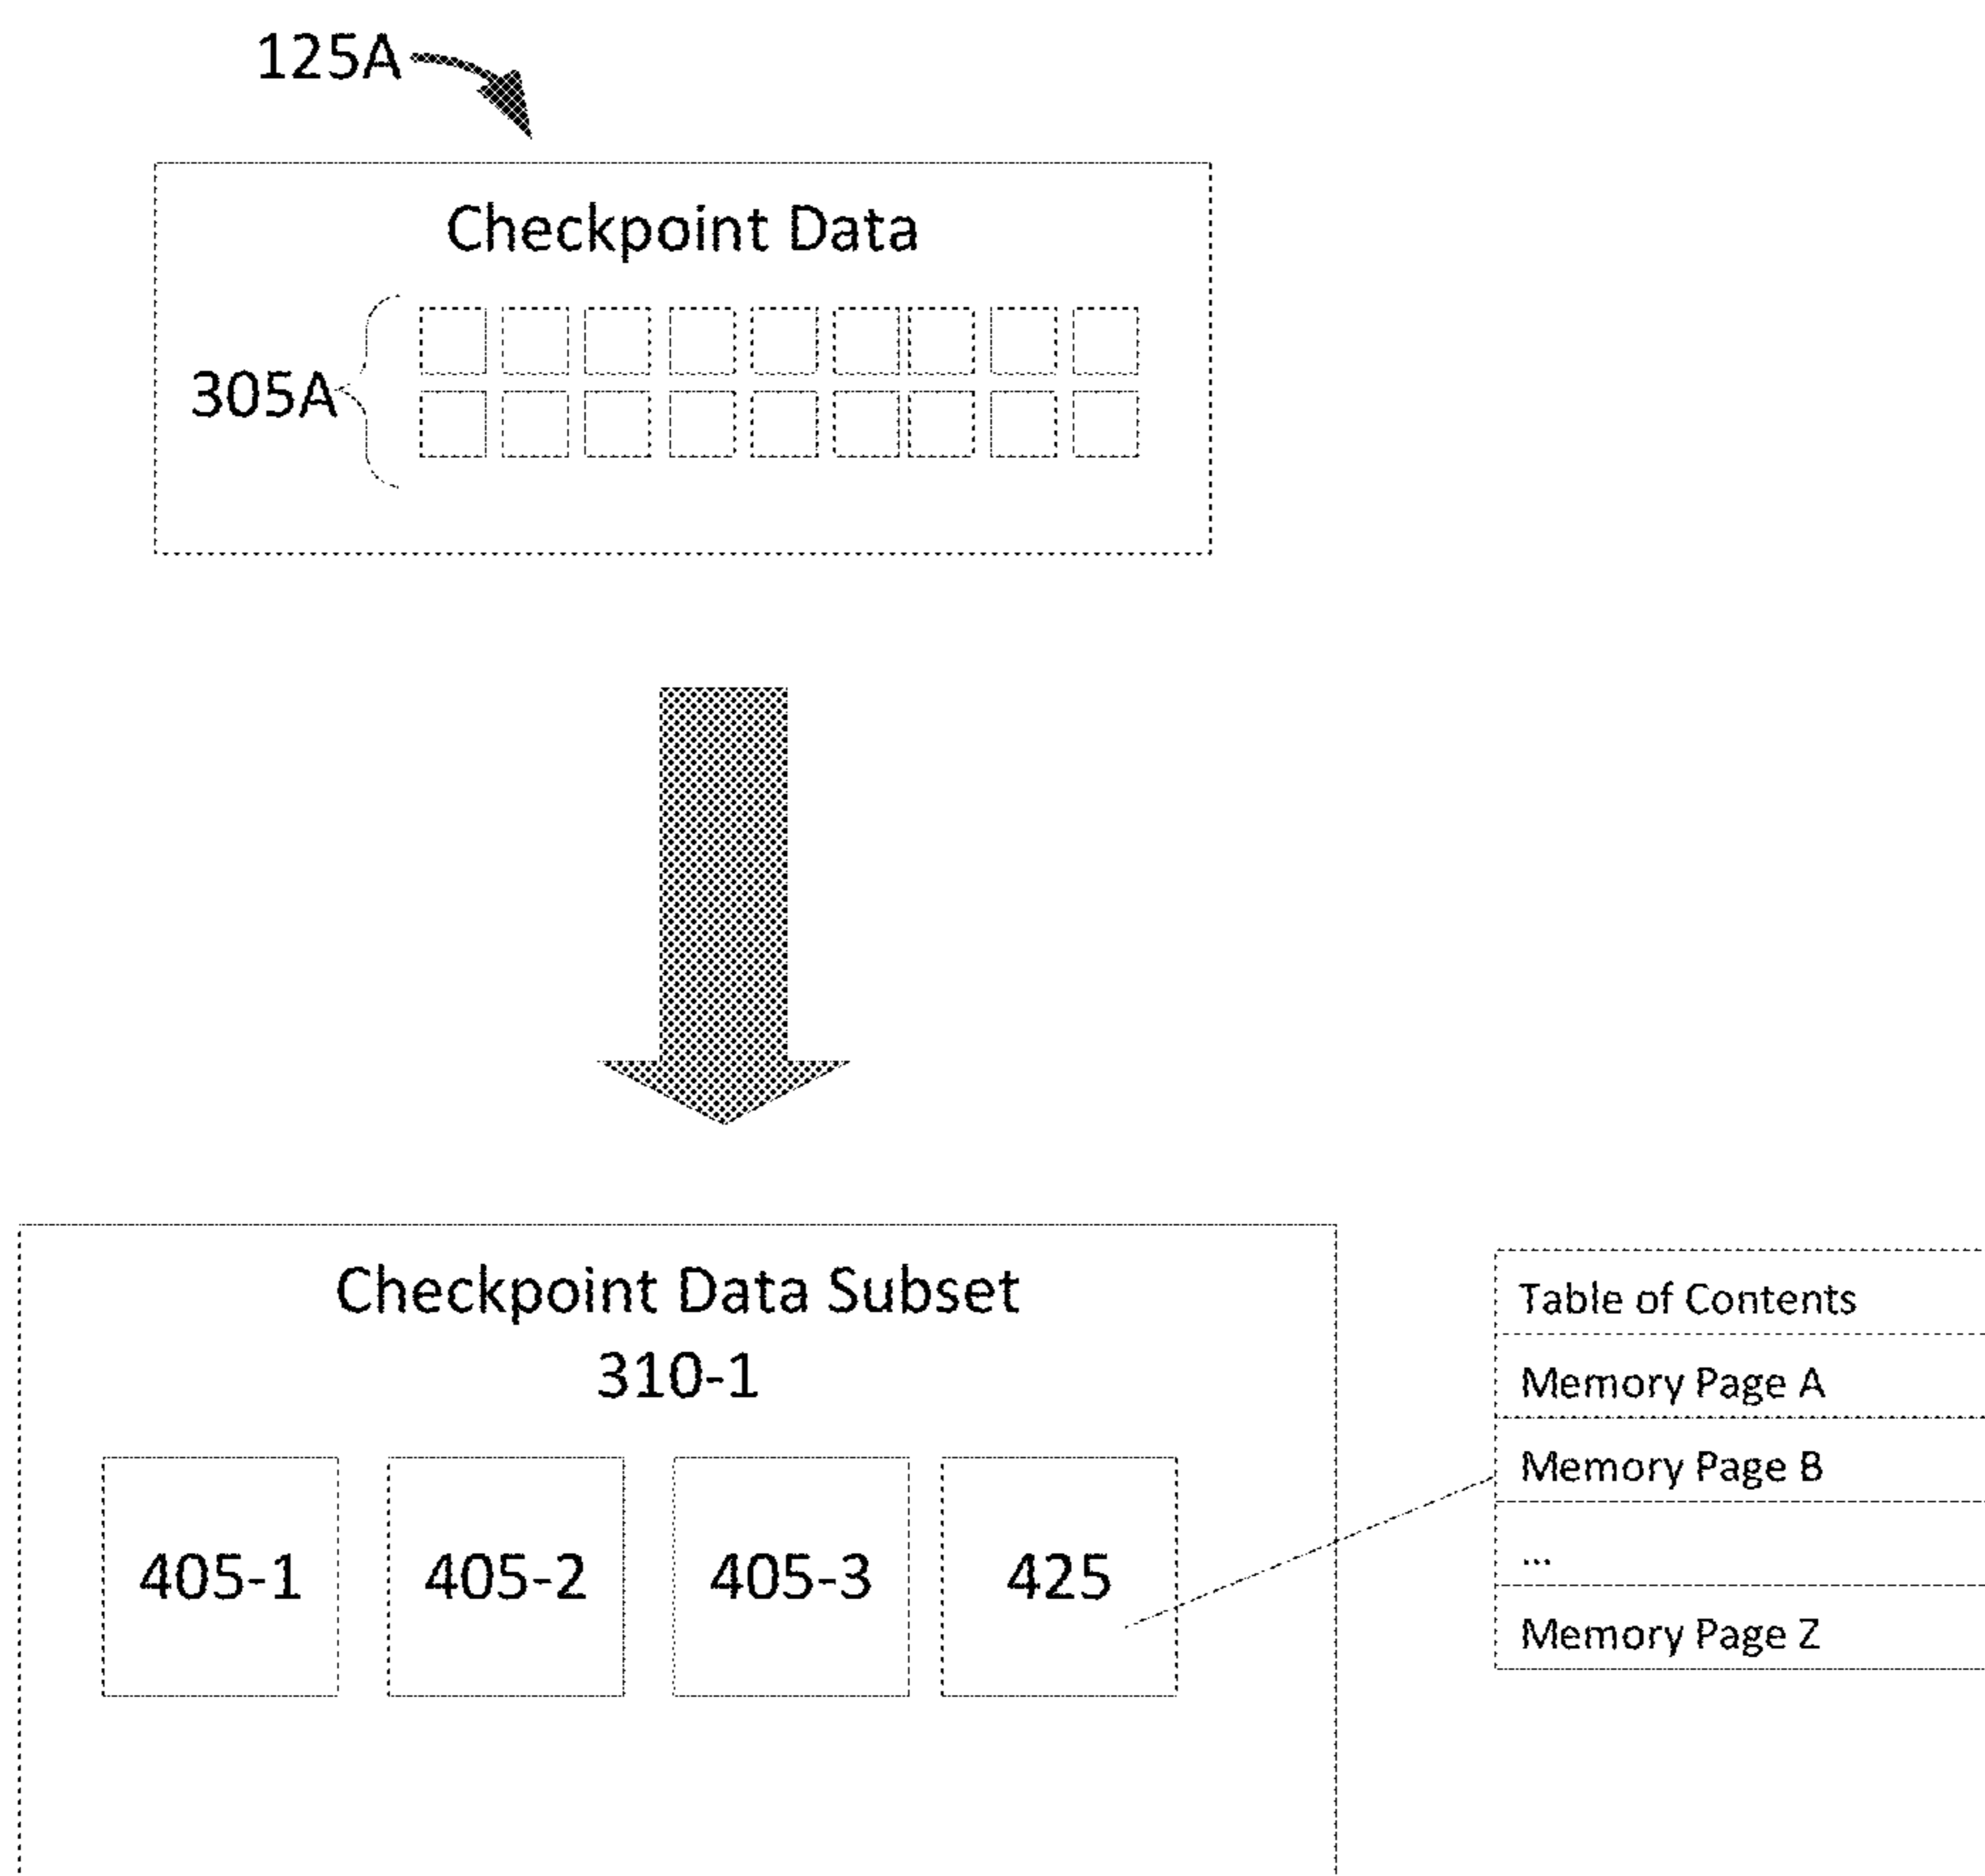 125A
Checkpoint Data
305A
Checkpoint Data Subset
310-1
405-1 405-2 405-3 425
Table of Contents
Memory Page A
Memory Page B
...
Memory Page Z